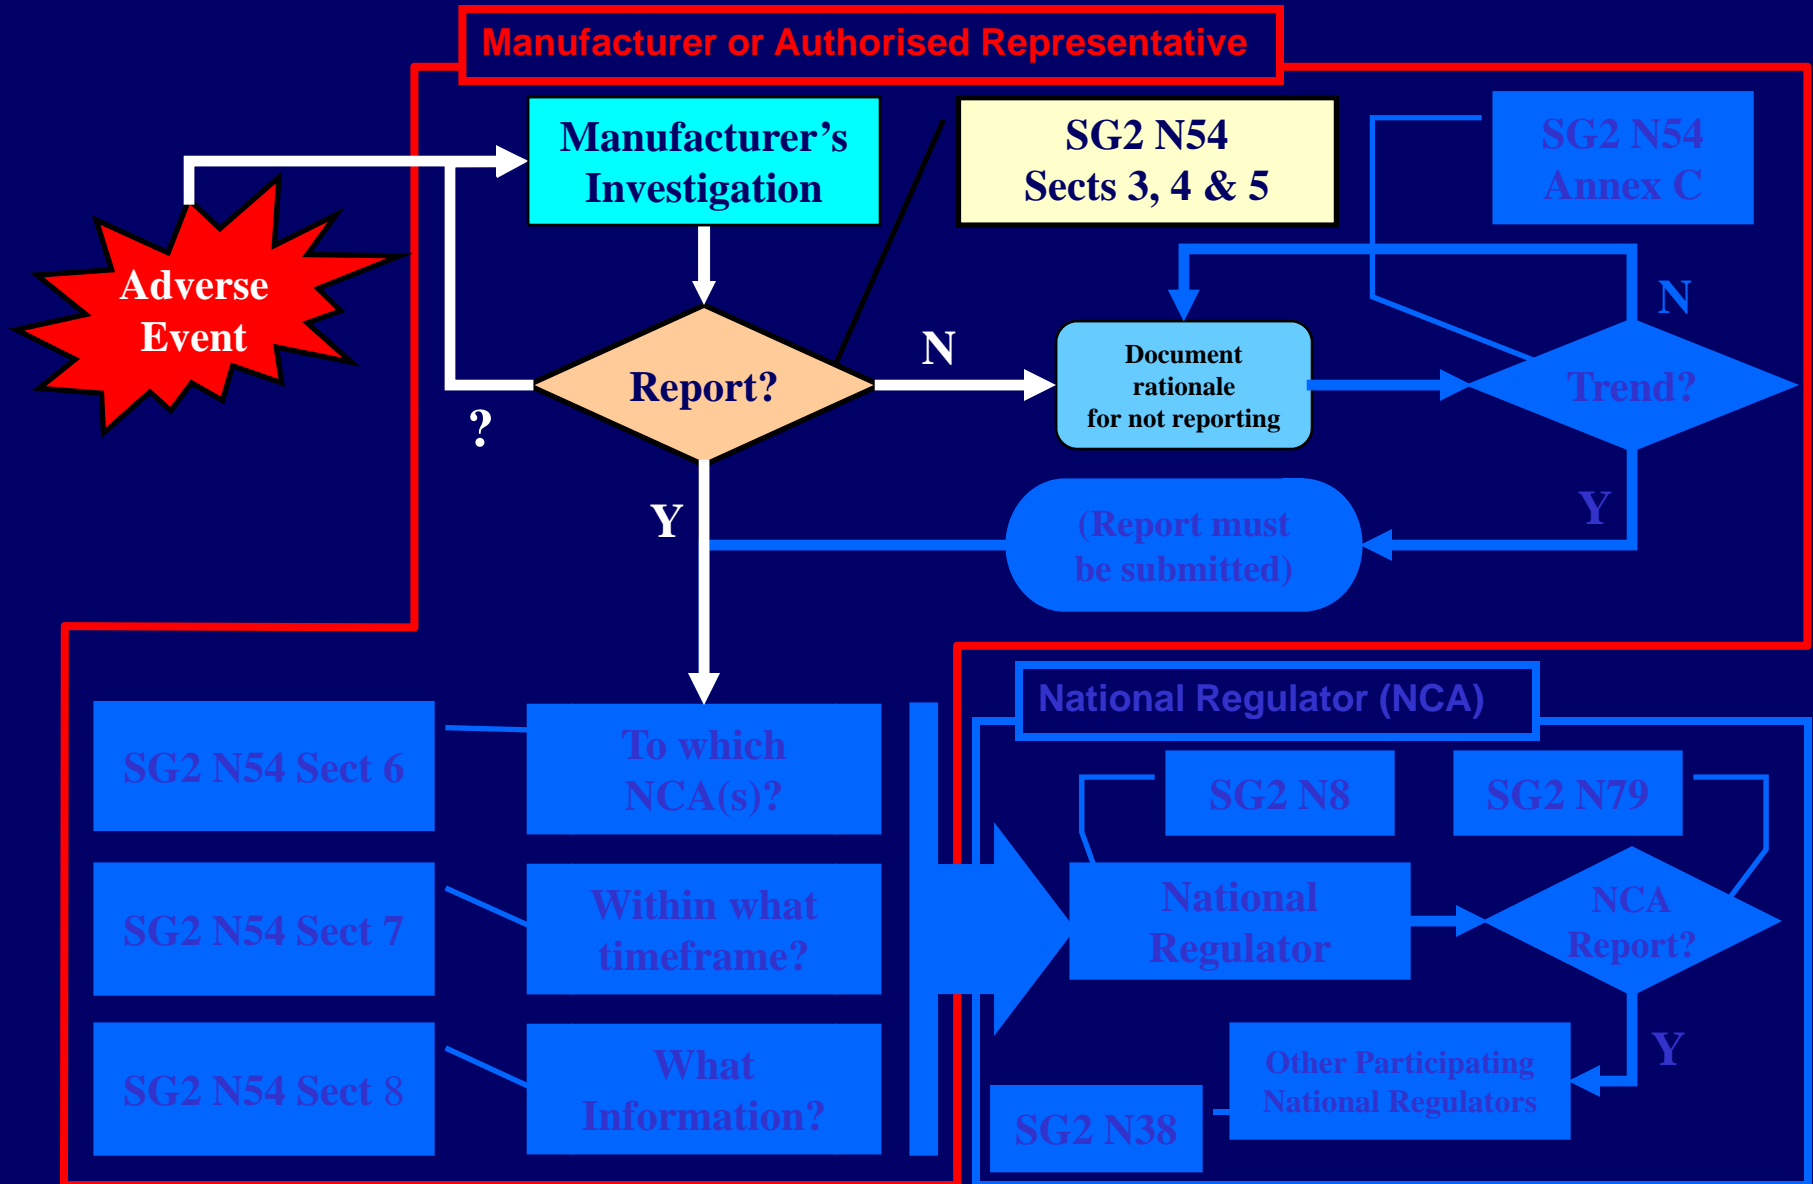 Manufacturer or Authorised Representative
Manufacturer’s
Investigation
SG2 N54
Sects 3, 4 & 5
SG2 N54
Annex C
Adverse
Event
Report?
?
N
Y
Document
rationale
for not reporting
N
Trend?
Y
(Report must
be submitted)
SG2 N54 Sect 6
To which
NCA(s)?
SG2 N54 Sect 7
Within what
timeframe?
SG2 N54 Sect 8
What
Information?
National Regulator (NCA)
SG2 N8
SG2 N79
National
Regulator
NCA
Report?
Y
Other Participating
National Regulators
SG2 N38